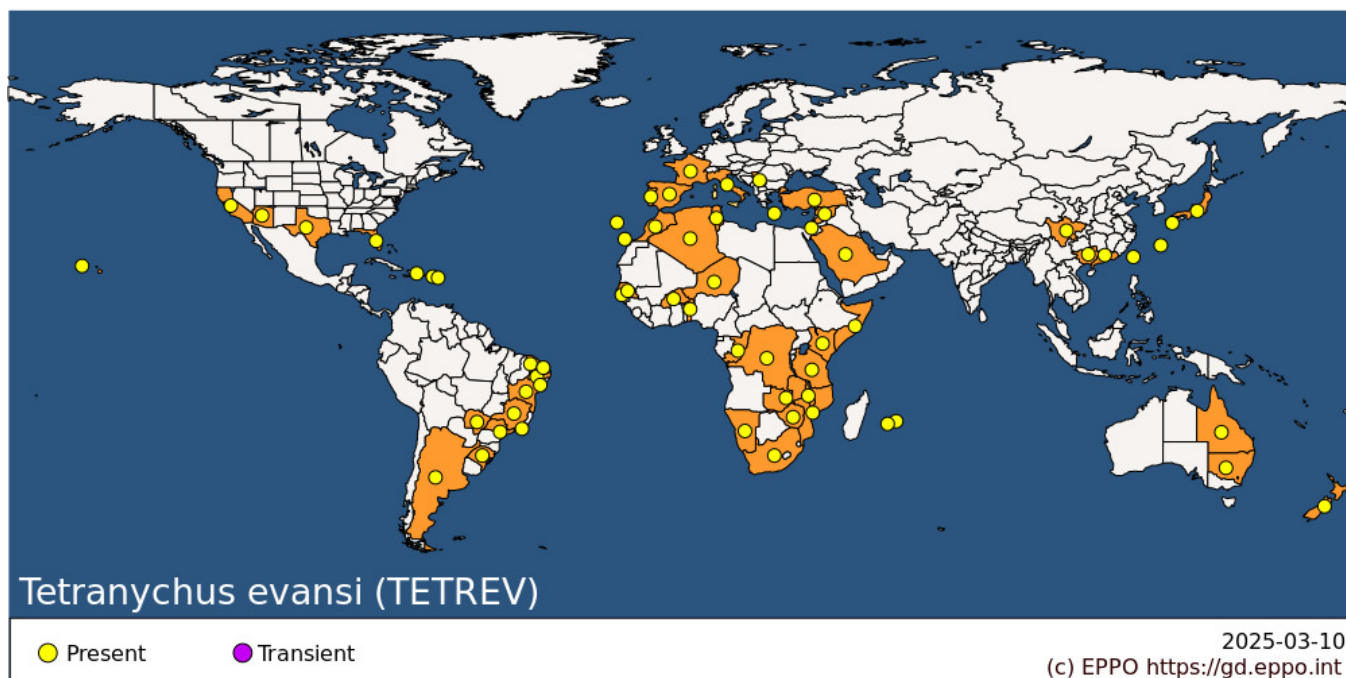 Tetranychus evansi (TETREV)
Present
Transient
2025-03-10
(c) EPPO https://gd.eppo.int